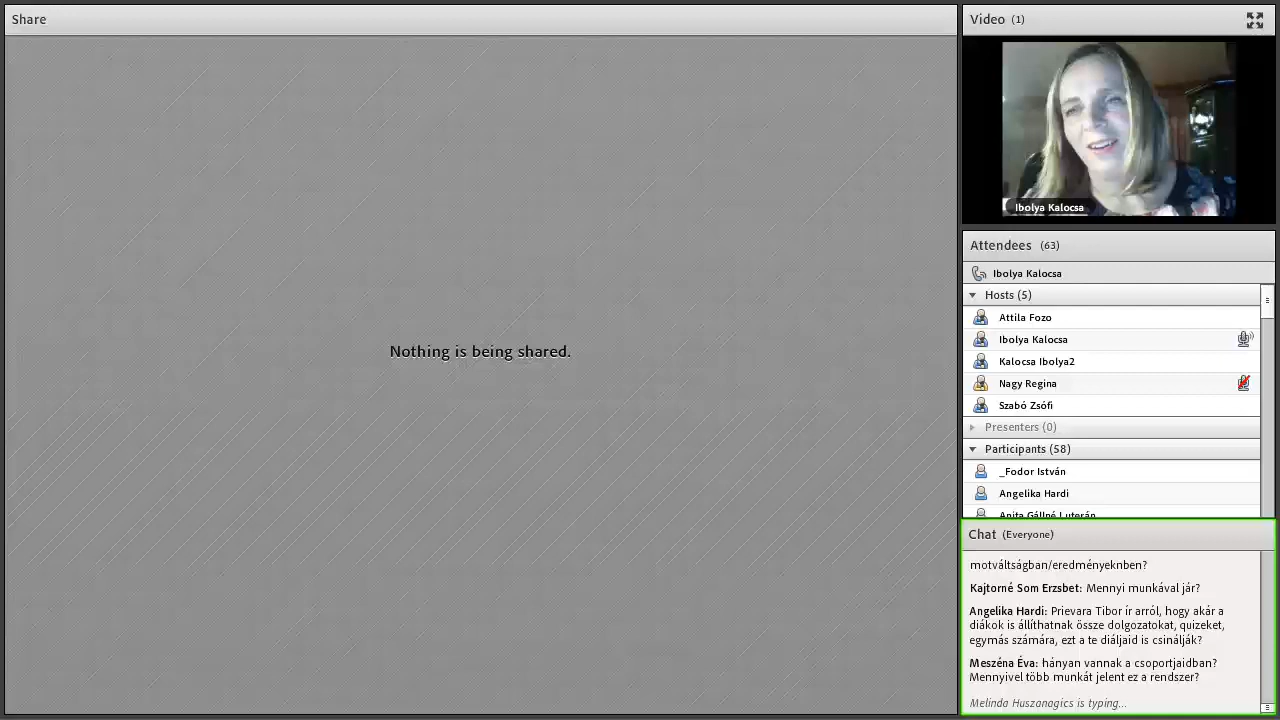 Share
Nothing is being shared.
Video (1)
Ibolya Kalocsa
Attendees (63)
Ibolya Kalocsa
Hosts (5)
Attila Fozo
Ibolya Kalocsa
Kalocsa Ibolya2
Nagy Regina
Szabó Zsófi
Presenters (0)
Participants (58)
_Fodor István
Angelika Hardi
Anita Gállné Luterán
Chat (Everyone)
motváltságban/eredményeknben?
Kajtorné Som Erzsbet: Mennyi munkával jár?
Angelika Hardi: Prievara Tibor ír arról, hogy akár a
diákok is állíthatnak össze dolgozatokat, quizeket,
egymás számára, ezt a te diáljaid is csinálják?
Meszéna Éva: hányan vannak a csoportjaidban?
Mennyivel több munkát jelent ez a rendszer?
Melinda Huszanagics is typing...